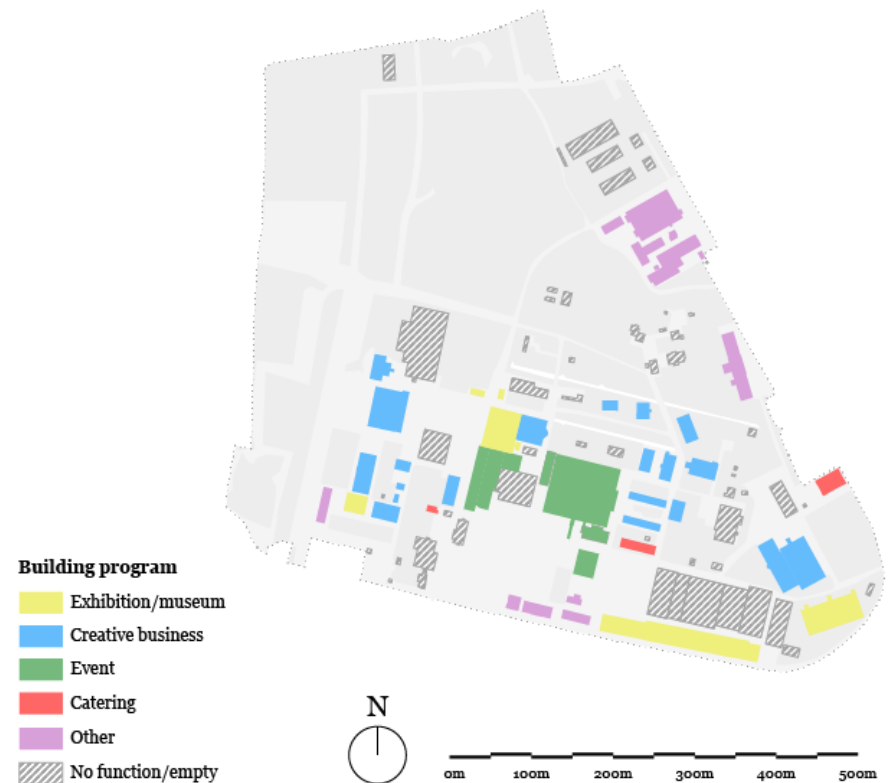 Building program
Exhibition/museum
Creative business
Event
Catering
Other
No function/empty
N
0m 100m 200m 300m 400m 500m